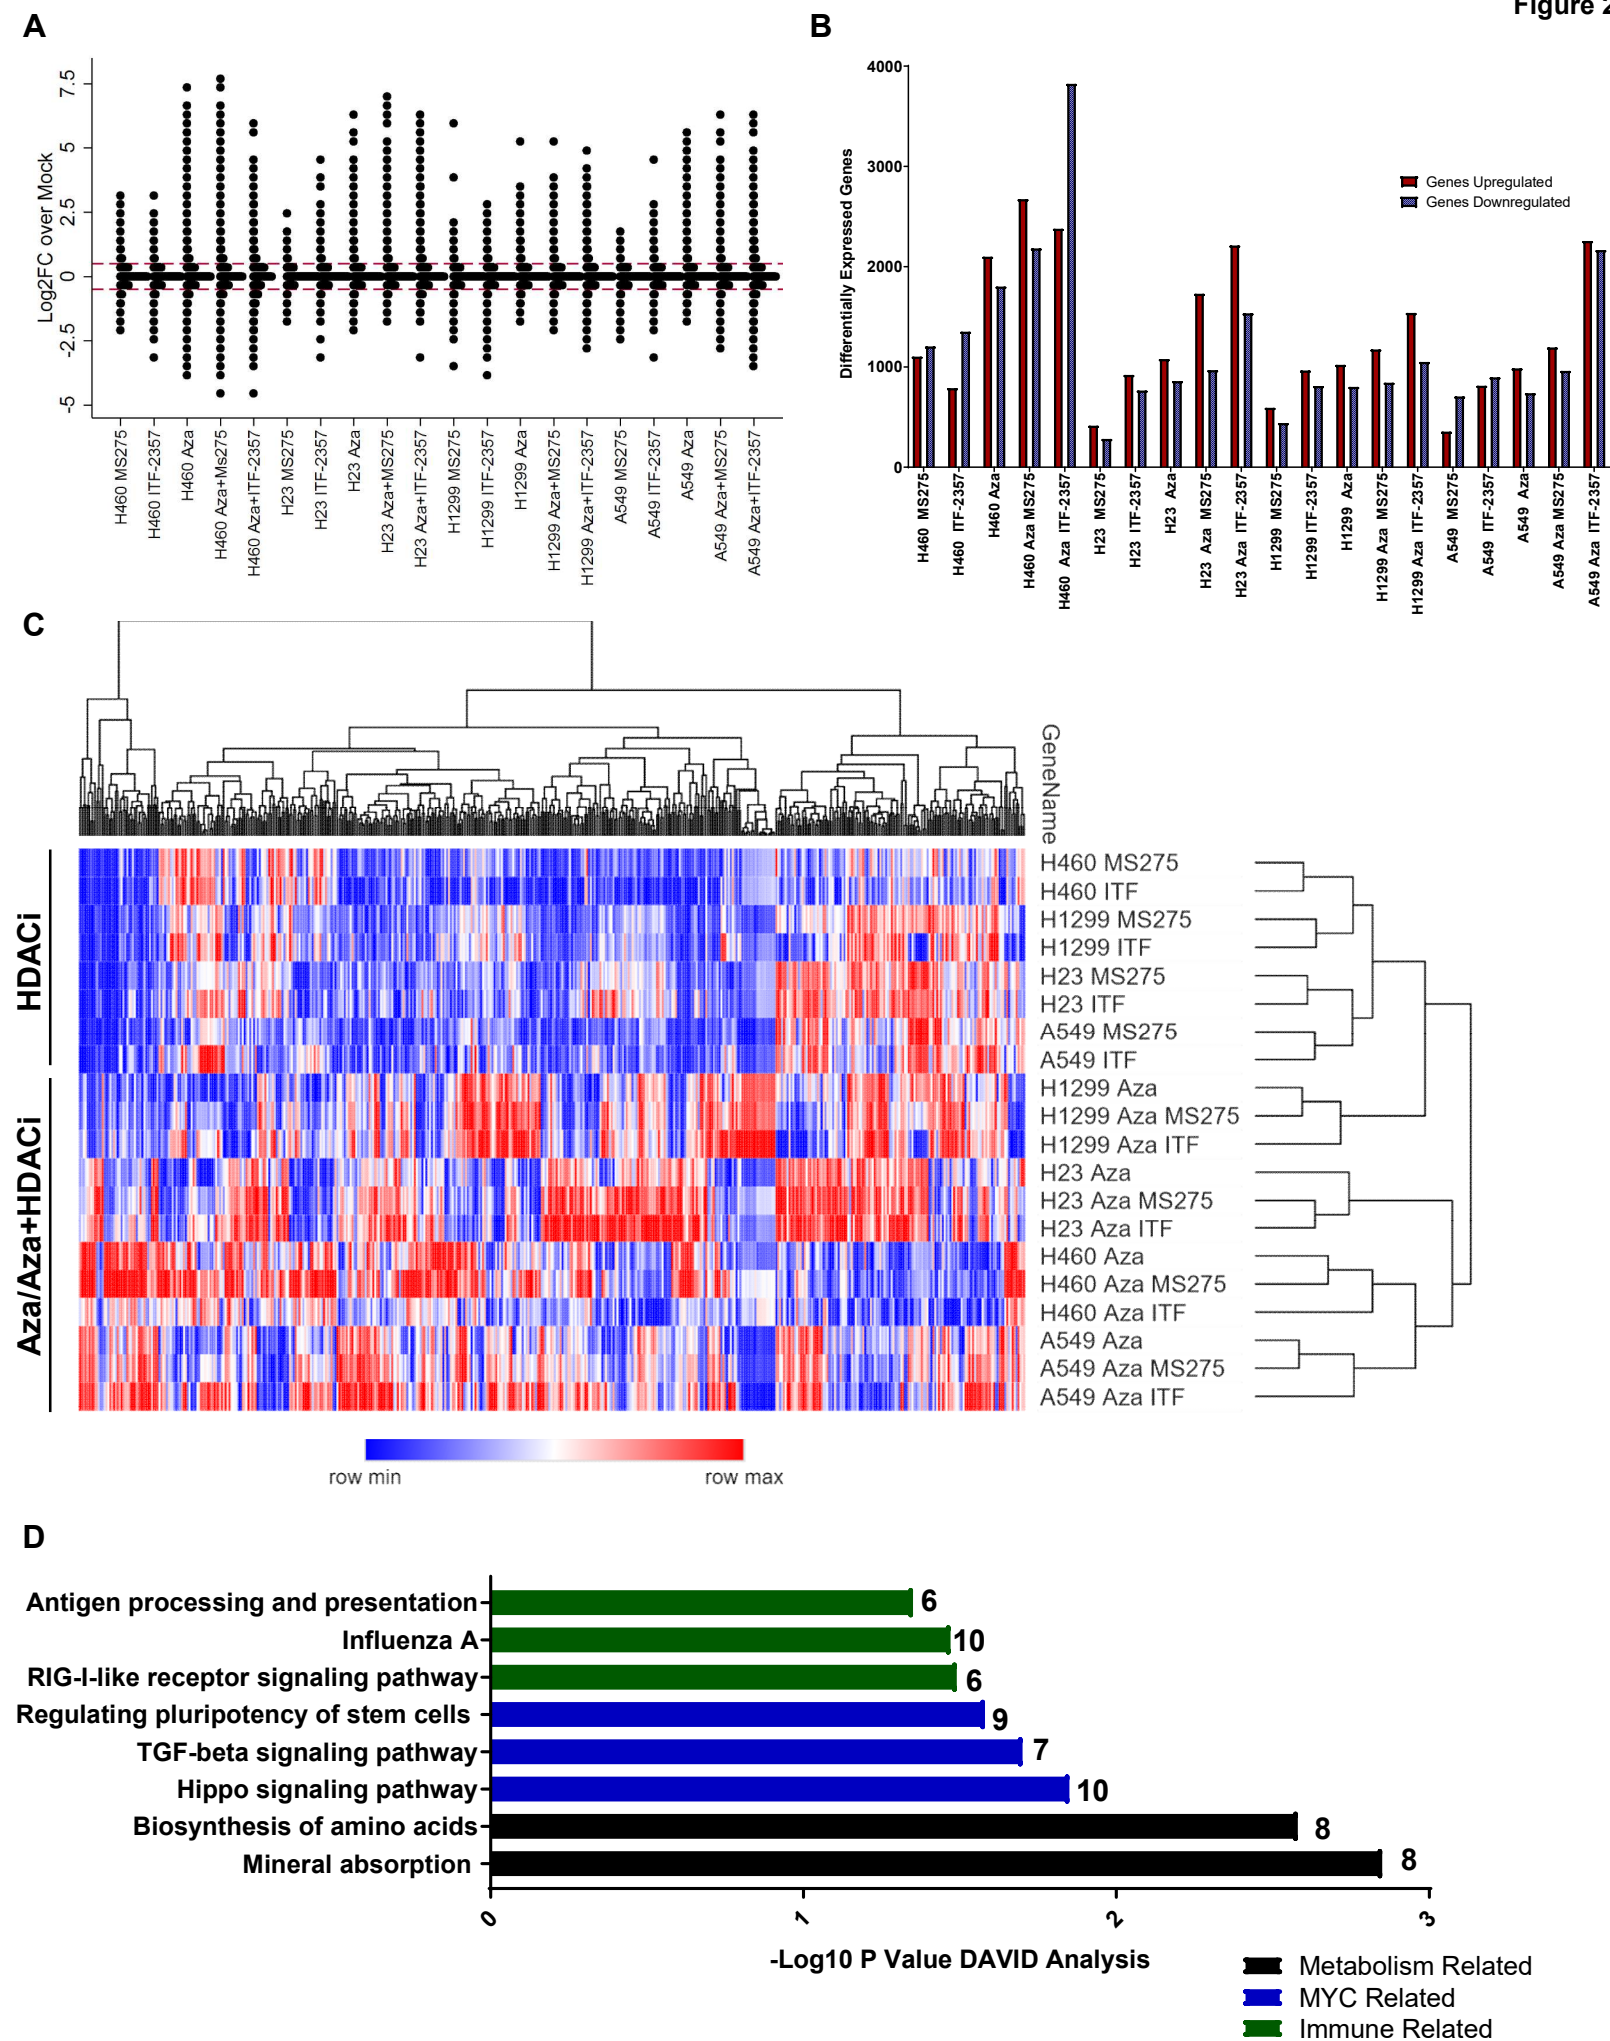 Figure 2
A
Log2FC over Mock
7.5
5
2.5
0
-2.5
-5
H460 MS275
H460 ITF-2357
H460 Aza
H460 Aza+MS275
H460 Aza+ITF-2357
H23 MS275
H23 ITF-2357
H23 Aza
H23 Aza+MS275
H23 Aza+ITF-2357
H1299 MS275
H1299 ITF-2357
H1299 Aza
H1299 Aza+MS275
H1299 Aza+ITF-2357
A549 MS275
A549 ITF-2357
A549 Aza
A549 Aza+MS275
A549 Aza+ITF-2357
B
Differentially Expressed Genes
4000
3000
2000
1000
0
Genes Upregulated
Genes Downregulated
H460 MS275
H460 ITF-2357
H460 Aza
H460 Aza MS275
H460 Aza ITF-2357
H23 MS275
H23 ITF-2357
H23 Aza
H23 Aza MS275
H23 Aza ITF-2357
H1299 MS275
H1299 ITF-2357
H1299 Aza
H1299 Aza MS275
H1299 Aza ITF-2357
A549 MS275
A549 ITF-2357
A549 Aza
A549 Aza MS275
A549 Aza ITF-2357
C
GeneName
HDACi
Aza/Aza+HDACi
H460 MS275
H460 ITF
H1299 MS275
H1299 ITF
H23 MS275
H23 ITF
A549 MS275
A549 ITF
H1299 Aza
H1299 Aza MS275
H1299 Aza ITF
H23 Aza
H23 Aza MS275
H23 Aza ITF
H460 Aza
H460 Aza MS275
H460 Aza ITF
A549 Aza
A549 Aza MS275
A549 Aza ITF
row min row max
D
Antigen processing and presentation 6
Influenza A 10
RIG-I-like receptor signaling pathway 6
Regulating pluripotency of stem cells 9
TGF-beta signaling pathway 7
Hippo signaling pathway 10
Biosynthesis of amino acids 8
Mineral absorption 8
0 1 2 3
-Log10 P Value DAVID Analysis
Metabolism Related
MYC Related
Immune Related